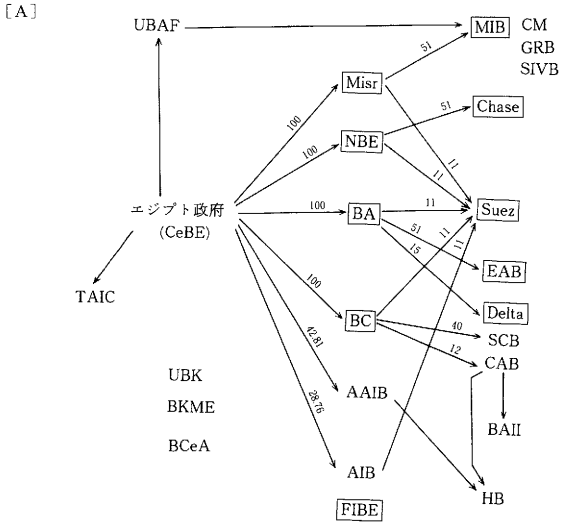 [A]
UBAF
MIB
CM
GRB
SIVB
51
Misr
Chase
51
100
NBE
100
11
11
エジプト政府
(CeBE)
100
BA
11
Suez
11
11
51
15
EAB
TAIC
100
Delta
BC
40
SCB
12
CAB
42.81
UBK
28.76
AAIB
BKME
BAII
BCeA
AIB
HB
FIBE